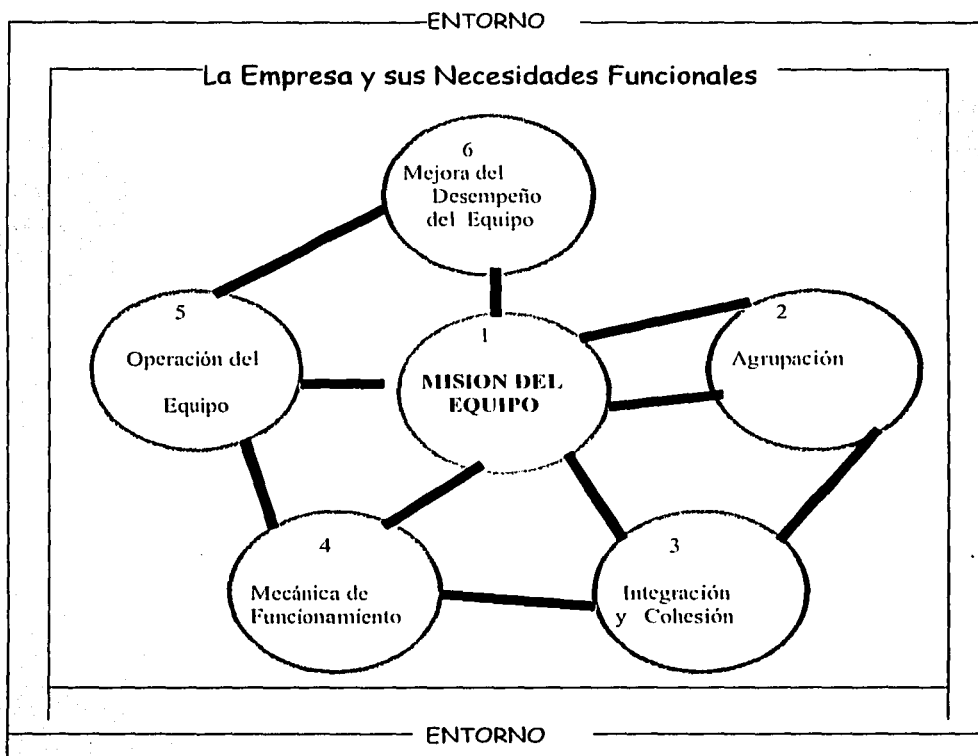 ENTORNO
La Empresa y sus Necesidades Funcionales
6
Mejora del
Desempeño
del Equipo
5
Operación del
Equipo
1
MISION DEL
EQUIPO
2
Agrupación
4
Mecánica de
Funcionamiento
3
Integración
y Cohesión
ENTORNO